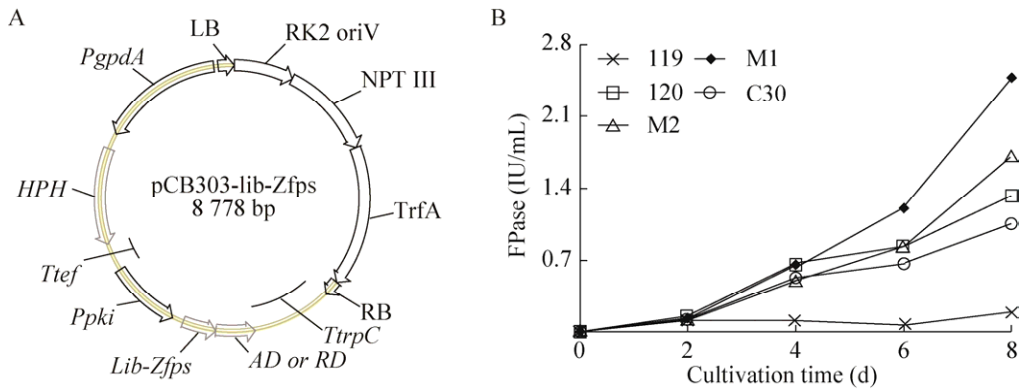 A
LB
RK2 oriV
PgpdA
NPT III
HPH
pCB303-lib-Zfps
8 778 bp
TrfA
Ttef
Ppki
RB
TtrpC
Lib-Zfps
AD or RD
B
2.8
2.1
1.4
0.7
0
FPase (IU/mL)
119
M1
120
C30
M2
0
2
4
6
8
Cultivation time (d)